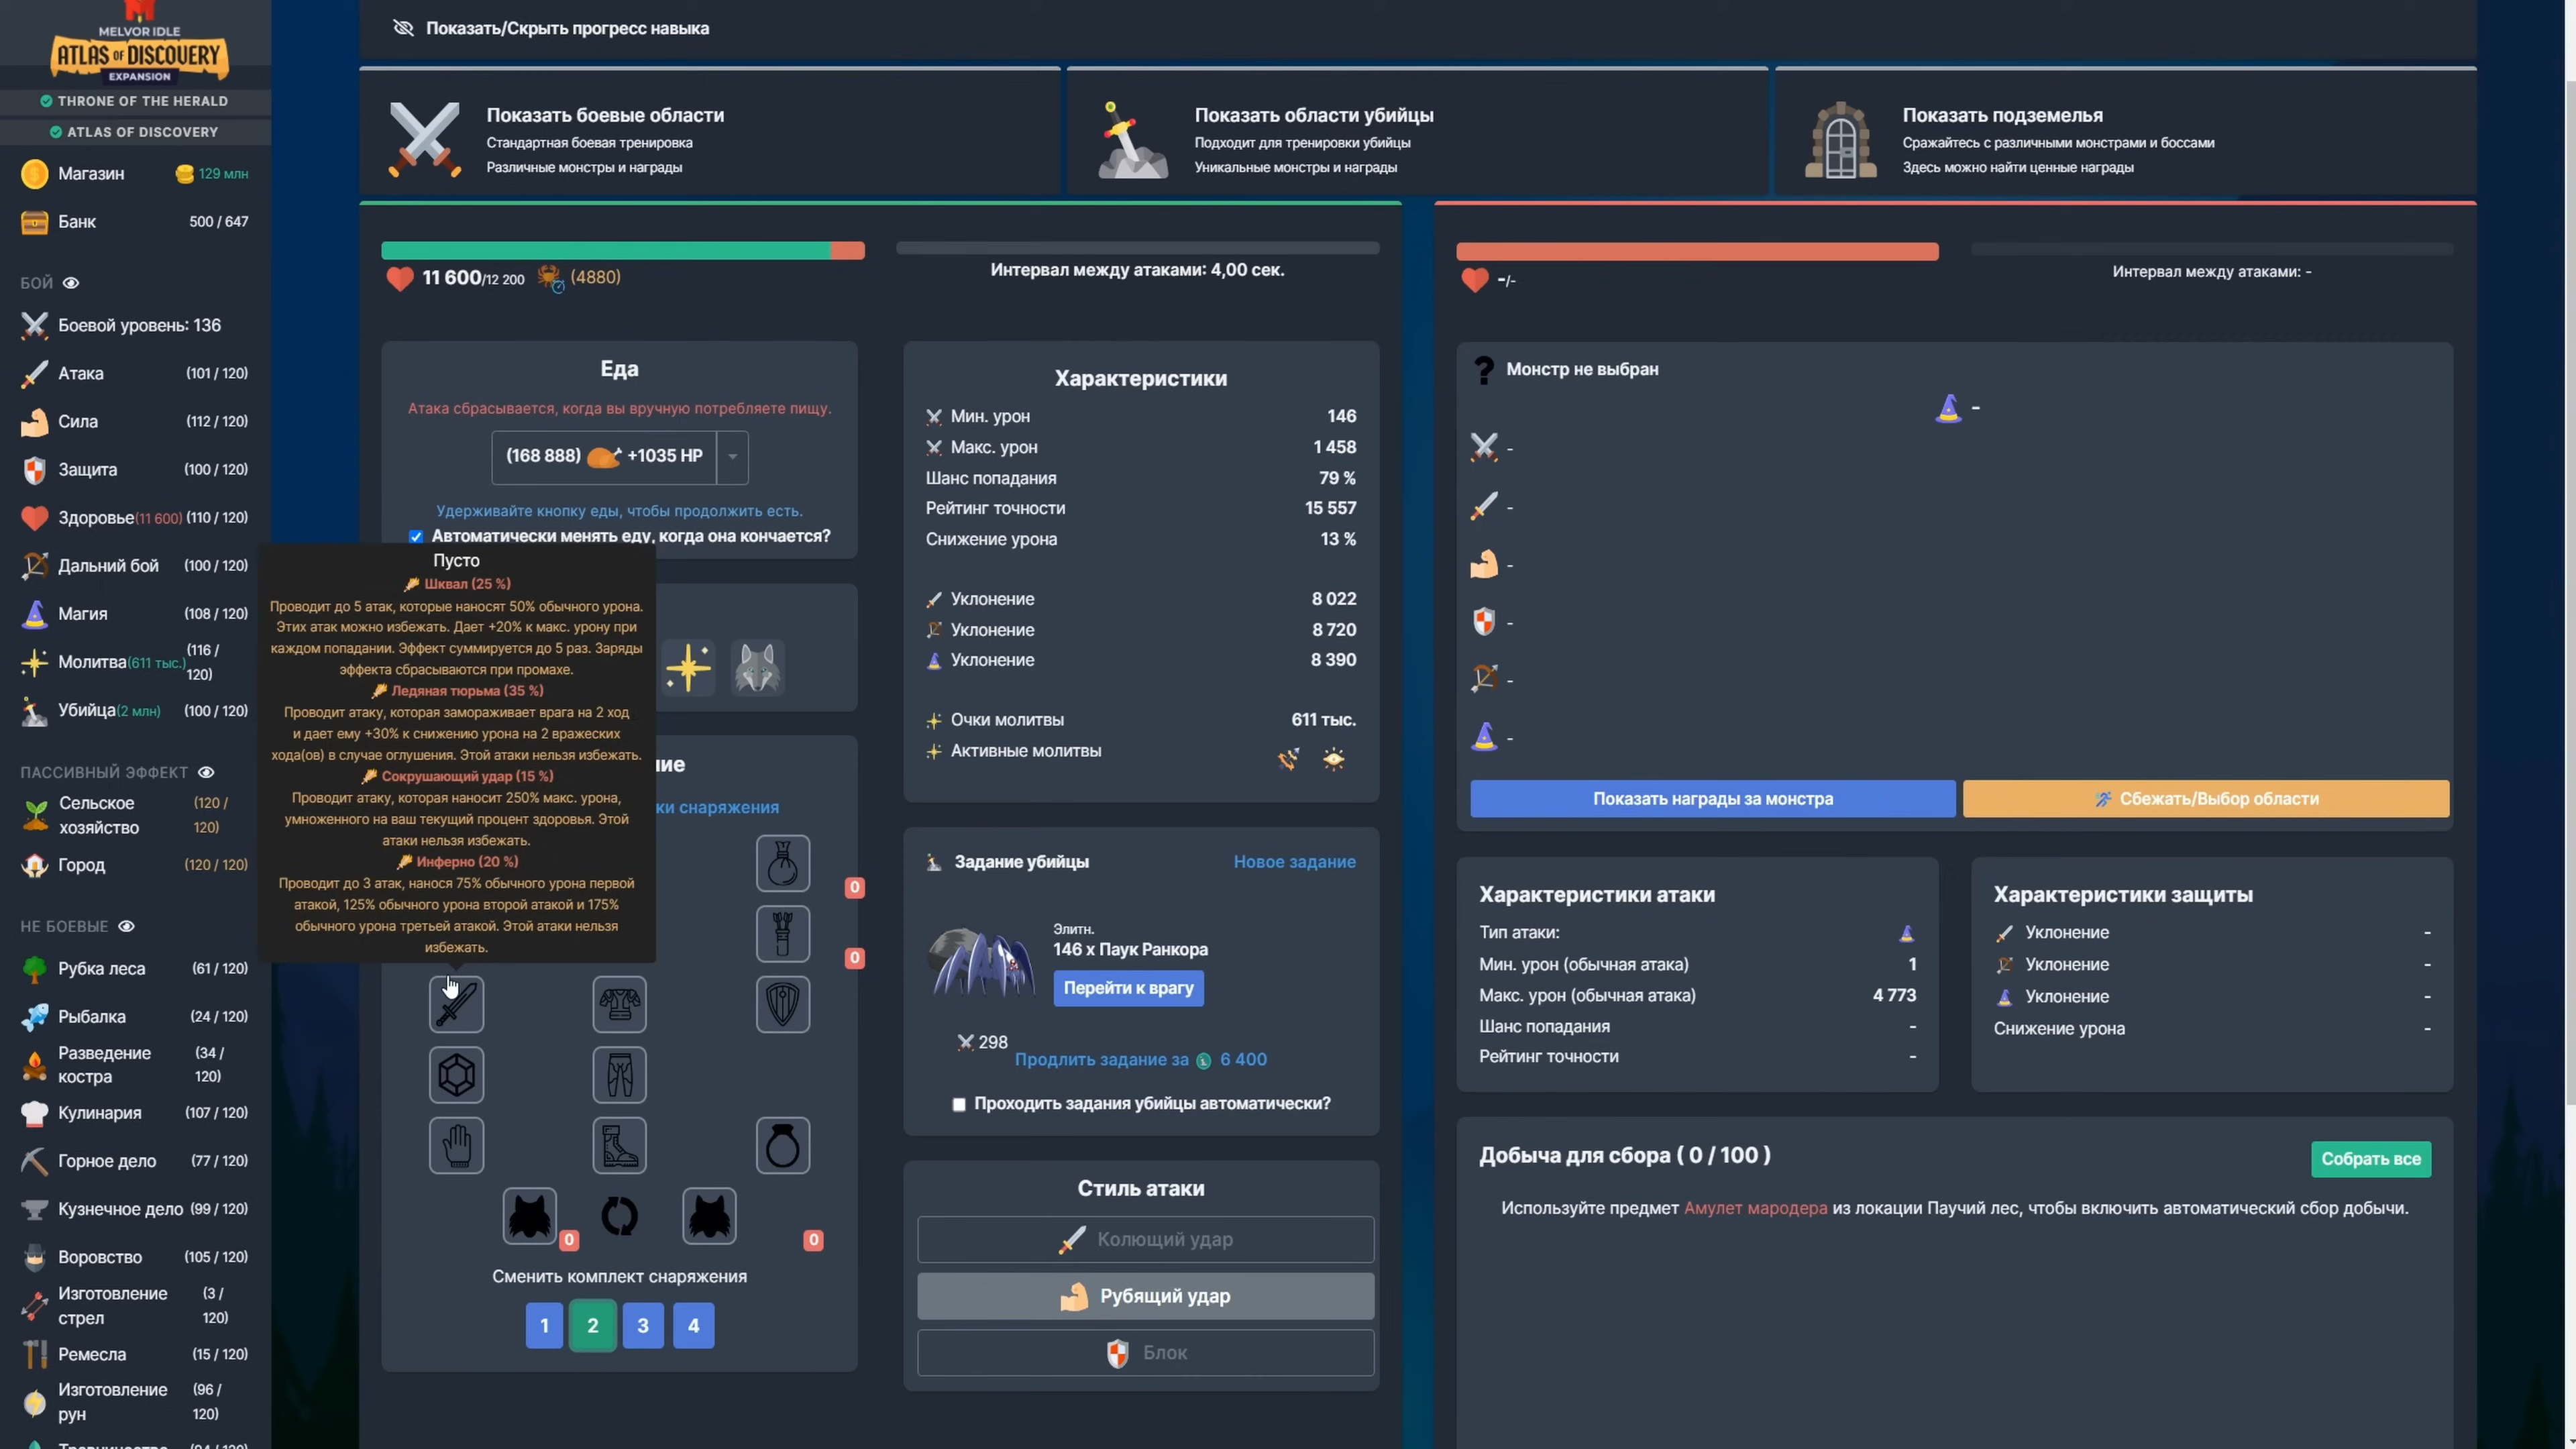 MELVOR IDLE
ATLAS OF DISCOVERY
EXPANSION
THRONE OF THE HERALD
ATLAS OF DISCOVERY
Магазин 129 млн
Банк 500 / 647
БОЙ
Боевой уровень: 136
Атака (101 / 120)
Сила (112 / 120)
Защита (100 / 120)
Здоровье(11 600) (110 / 120)
Дальний бой (100 / 120)
Магия (108 / 120)
Молитва(611 тыс.) (116 /
120)
Убийца(2 млн) (100 / 120)
ПАССИВНЫЙ ЭФФЕКТ
Сельское (120 /
хозяйство 120)
Город (120 / 120)
НЕ БОЕВЫЕ
Рубка леса (61 / 120)
Рыбалка (24 / 120)
Разведение (34 /
костра 120)
Кулинария (107 / 120)
Горное дело (77 / 120)
Кузнечное дело (99 / 120)
Воровство (105 / 120)
Изготовление (3 /
стрел 120)
Ремесла (15 / 120)
Изготовление (96 /
рун 120)
Показать/Скрыть прогресс навыка
Показать боевые области
Стандартная боевая тренировка
Различные монстры и награды
Показать области убийцы
Подходит для тренировки убийцы
Уникальные монстры и награды
Показать подземелья
Сражайтесь с различными монстрами и боссами
Здесь можно найти ценные награды
11 600/12 200 (4880)
Интервал между атаками: 4,00 сек.
Еда
Атака сбрасывается, когда вы вручную потребляете пищу.
(168 888) +1035 HP
Удерживайте кнопку еды, чтобы продолжить есть.
Автоматически менять еду, когда она кончается?
Пусто
Шквал (25 %)
Проводит до 5 атак, которые наносят 50% обычного урона.
Этих атак можно избежать. Дает +20% к макс. урону при
каждом попадании. Эффект суммируется до 5 раз. Заряды
эффекта сбрасываются при промахе.
Ледяная тюрьма (35 %)
Проводит атаку, которая замораживает врага на 2 ход
и дает ему +30% к снижению урона на 2 вражеских
хода(ов) в случае оглушения. Этой атаки нельзя избежать.
Сокрушающий удар (15 %)
Проводит атаку, которая наносит 250% макс. урона,
умноженного на ваш текущий процент здоровья. Этой
атаки нельзя избежать.
Инферно (20 %)
Проводит до 3 атак, нанося 75% обычного урона первой
атакой, 125% обычного урона второй атакой и 175%
обычного урона третьей атакой. Этой атаки нельзя
избежать.
ние
ки снаряжения
0
0
0
0
Сменить комплект снаряжения
1 2 3 4
Характеристики
Мин. урон 146
Макс. урон 1 458
Шанс попадания 79 %
Рейтинг точности 15 557
Снижение урона 13 %
Уклонение 8 022
Уклонение 8 720
Уклонение 8 390
Очки молитвы 611 тыс.
Активные молитвы
Задание убийцы Новое задание
Элитн.
146 x Паук Ранкора
Перейти к врагу
298
Продлить задание за 6 400
Проходить задания убийцы автоматически?
Стиль атаки
Колющий удар
Рубящий удар
Блок
-/-
Интервал между атаками: -
? Монстр не выбран
-
-
-
-
-
-
-
Показать награды за монстра
Сбежать/Выбор области
Характеристики атаки
Тип атаки:
Мин. урон (обычная атака) 1
Макс. урон (обычная атака) 4 773
Шанс попадания -
Рейтинг точности -
Характеристики защиты
Уклонение -
Уклонение -
Уклонение -
Снижение урона -
Добыча для сбора ( 0 / 100 )
Собрать все
Используйте предмет Амулет мародера из локации Паучий лес, чтобы включить автоматический сбор добычи.